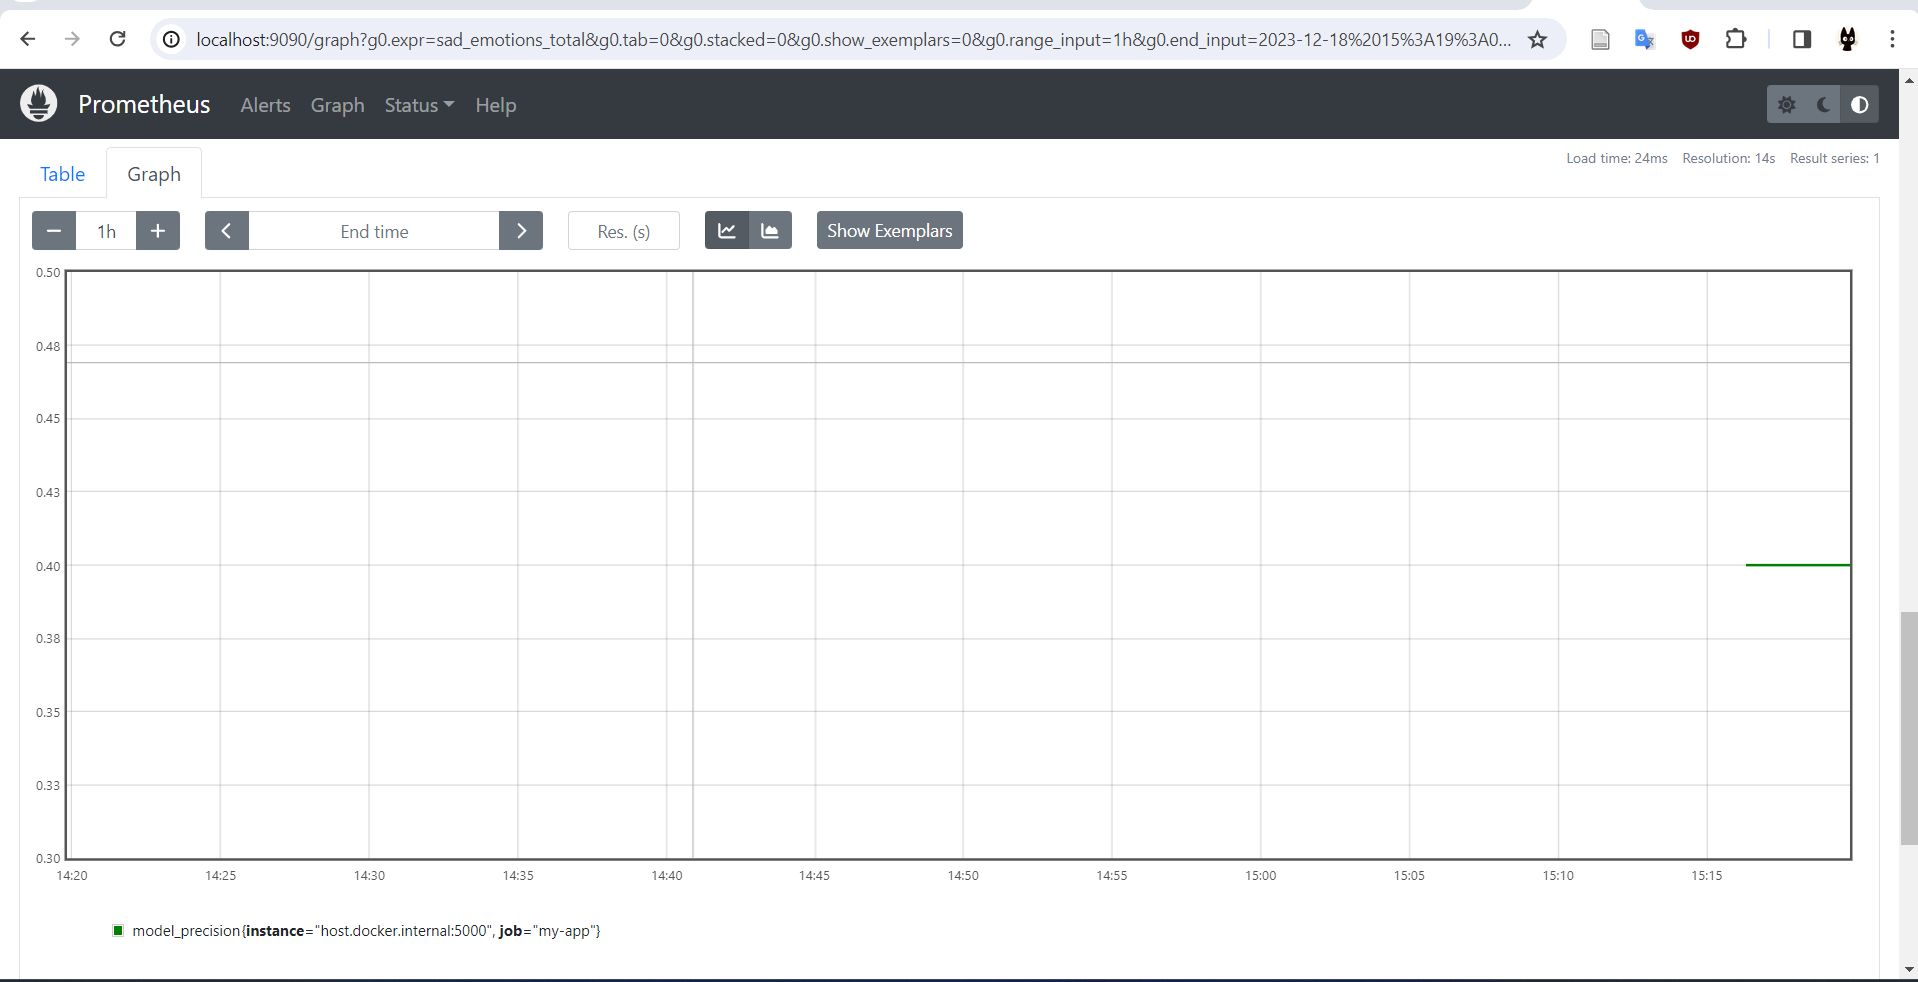 localhost:9090/graph?g0.expr=sad_emotions_total&g0.tab=0&g0.stacked=0&g0.show_exemplars=0&g0.range_input=1h&g0.end_input=2023-12-18%2015%3A19%3A0...
Prometheus Alerts Graph Status Help
Table Graph
Load time: 24ms Resolution: 14s Result series: 1
1h End time Res. (s) Show Exemplars
0.50
0.48
0.45
0.43
0.40
0.38
0.35
0.33
0.30
14:20 14:25 14:30 14:35 14:40 14:45 14:50 14:55 15:00 15:05 15:10 15:15
model_precision{instance="host.docker.internal:5000", job="my-app"}